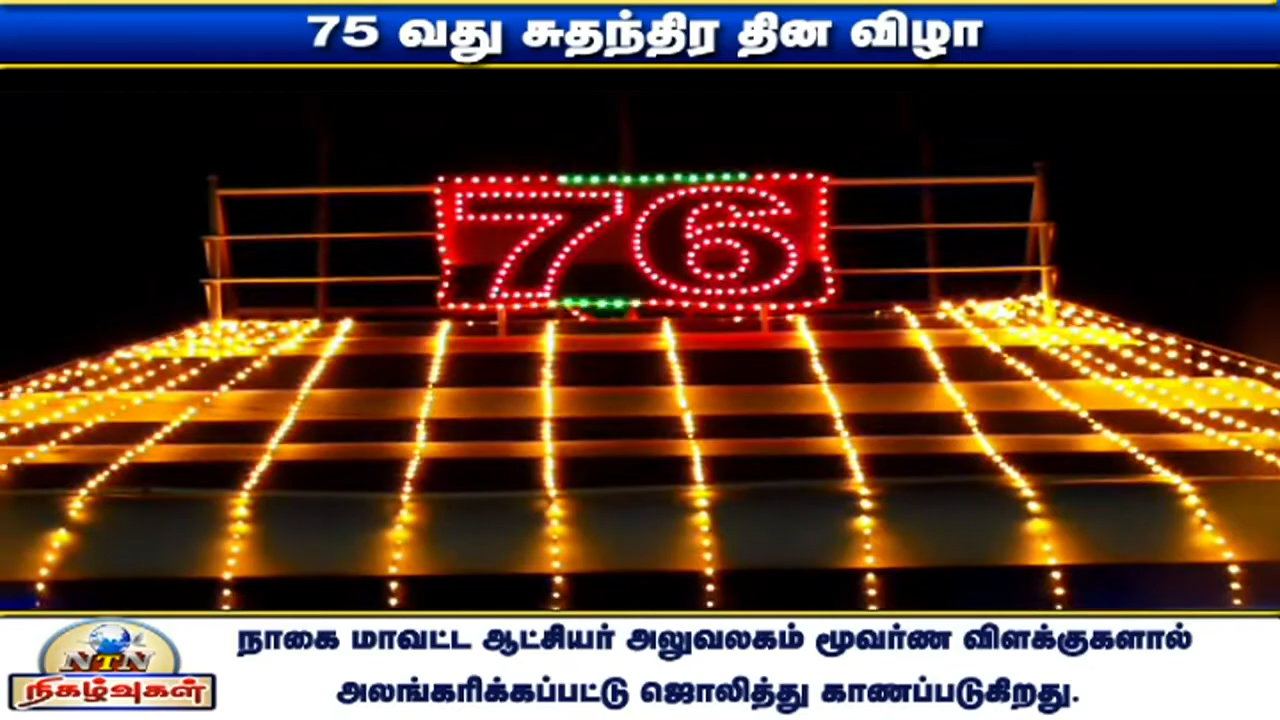 75 வது சுதந்திர தின விழா
76
நாகை மாவட்ட ஆட்சியர் அலுவலகம் மூவர்ண விளக்குகளால்
அலங்கரிக்கப்பட்டு ஜொலித்து காணப்படுகிறது.
NTN
நிகழ்வுகள்